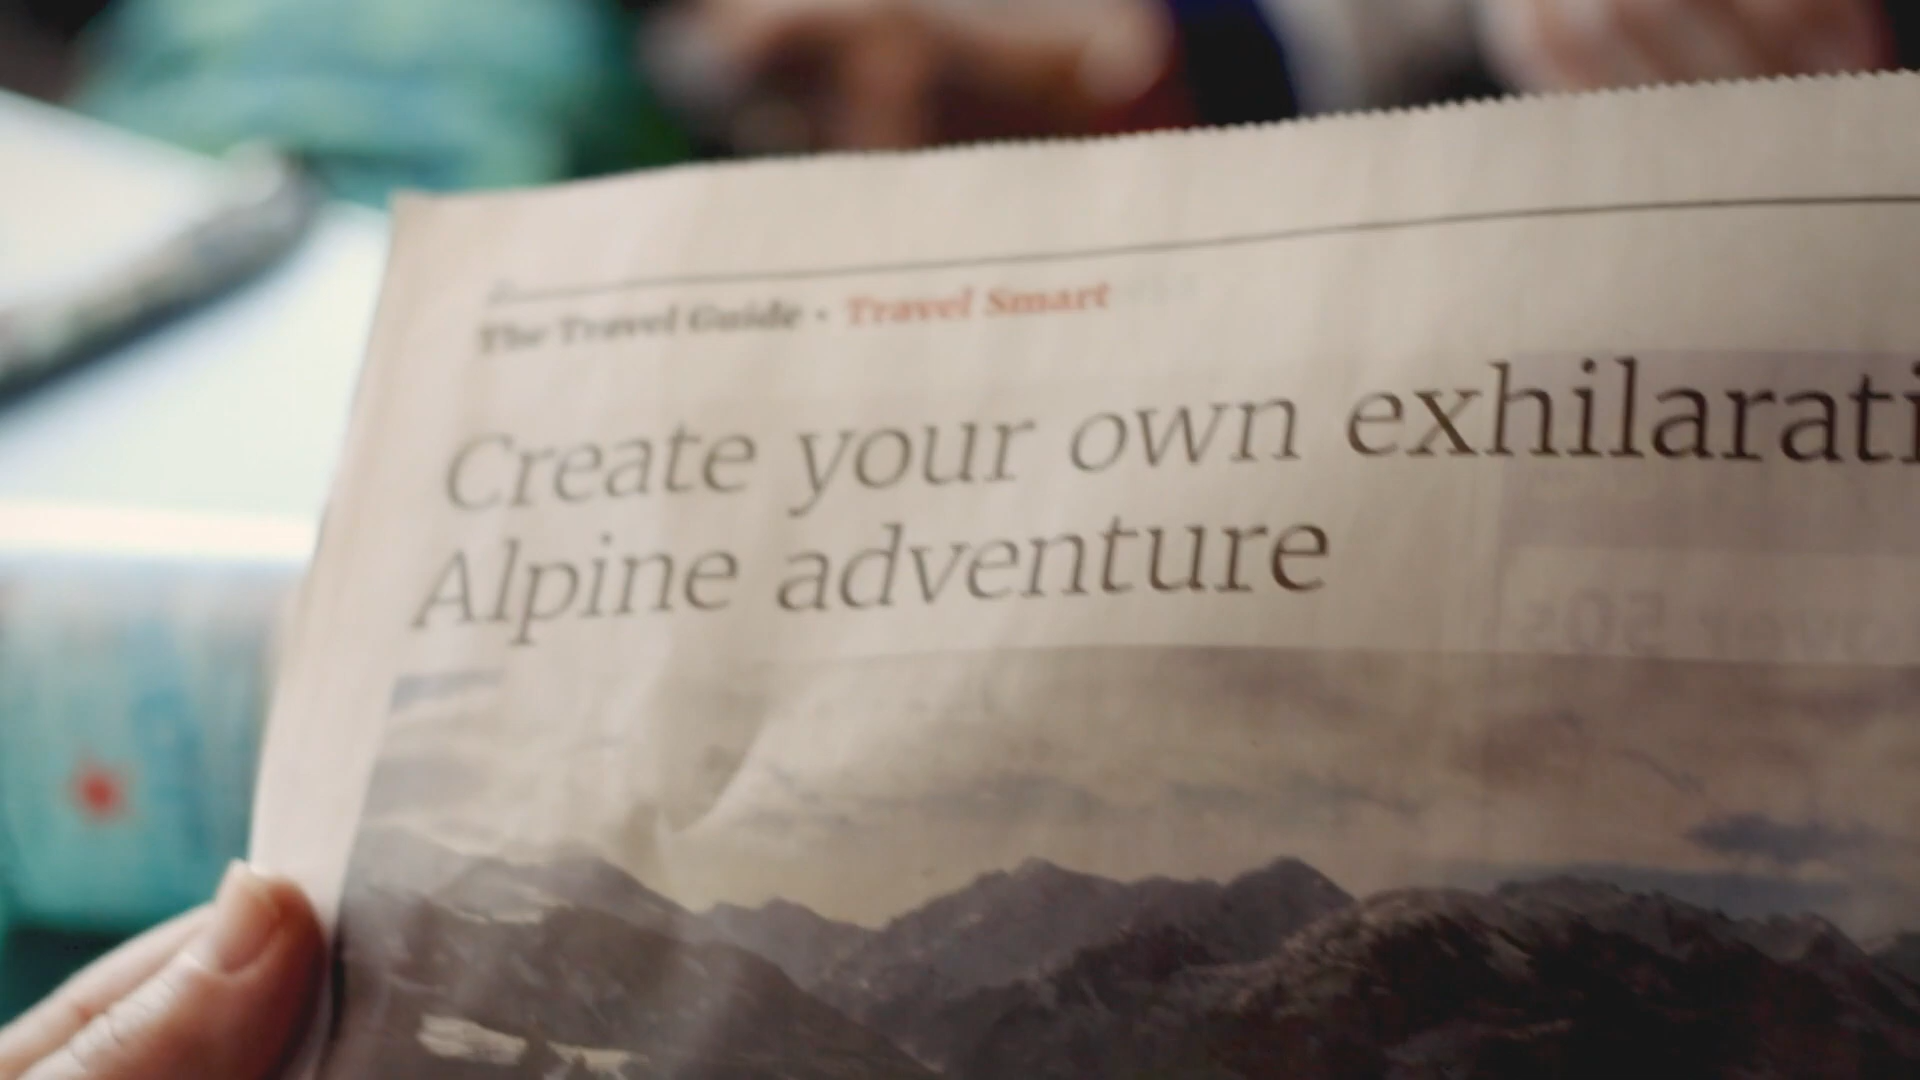 The Travel Guide • Travel Smart
Create your own exhilarati
Alpine adventure